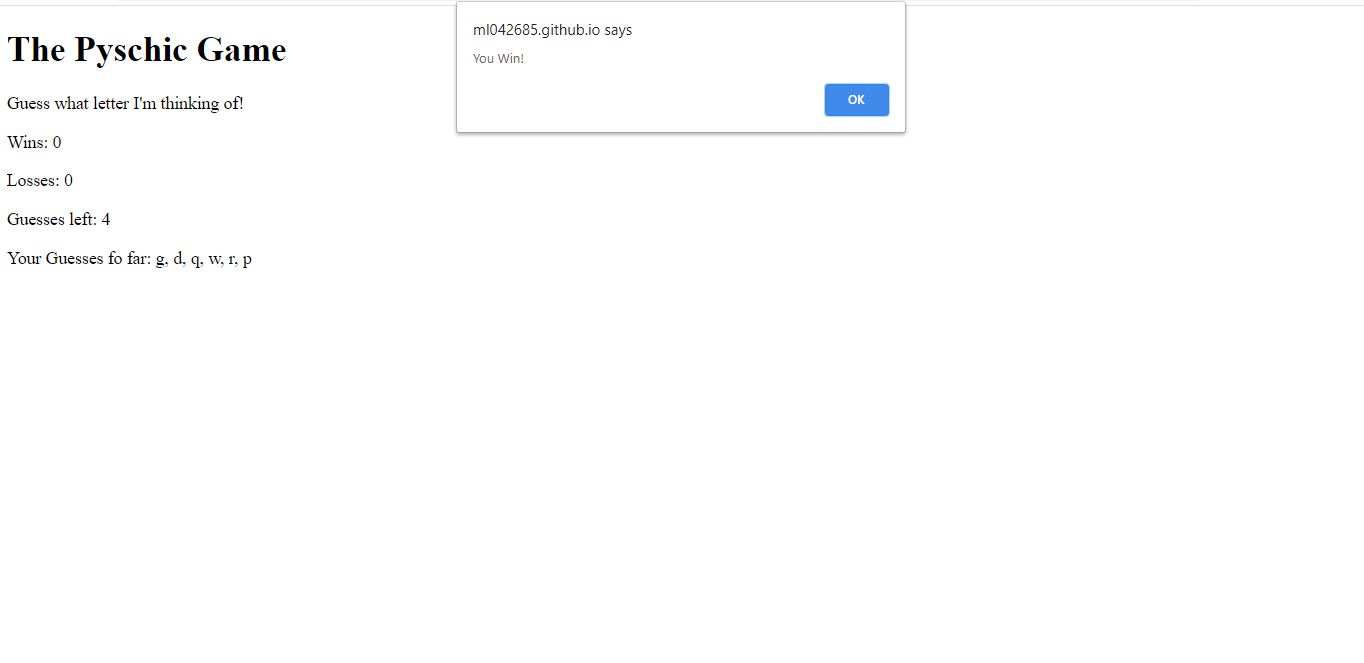 ml042685.github.io says
You Win!
OK
The Pyschic Game
Guess what letter I'm thinking of!
Wins: 0
Losses: 0
Guesses left: 4
Your Guesses fo far: g, d, q, w, r, p